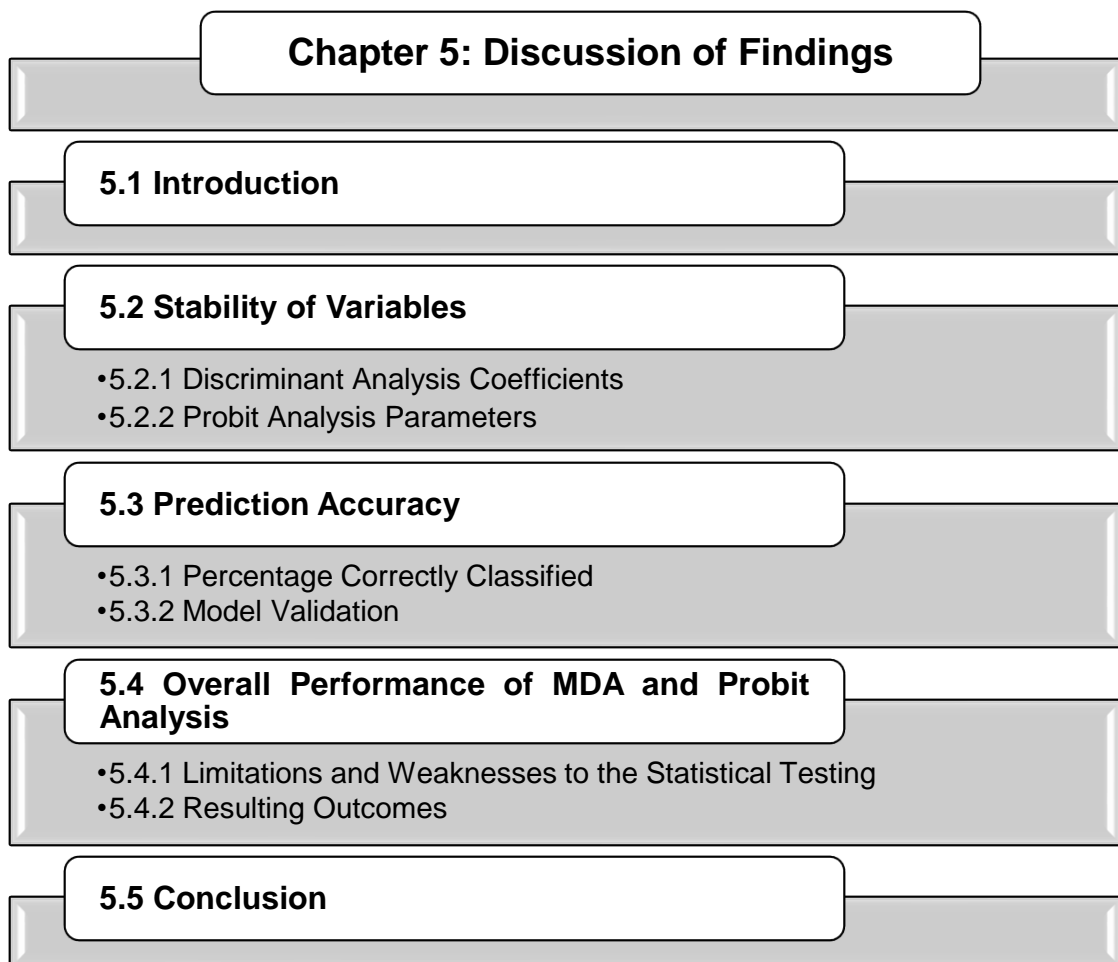 Chapter 5: Discussion of Findings
5.1 Introduction
5.2 Stability of Variables
•5.2.1 Discriminant Analysis Coefficients
•5.2.2 Probit Analysis Parameters
5.3 Prediction Accuracy
•5.3.1 Percentage Correctly Classified
•5.3.2 Model Validation
5.4 Overall Performance of MDA and Probit
Analysis
•5.4.1 Limitations and Weaknesses to the Statistical Testing
•5.4.2 Resulting Outcomes
5.5 Conclusion